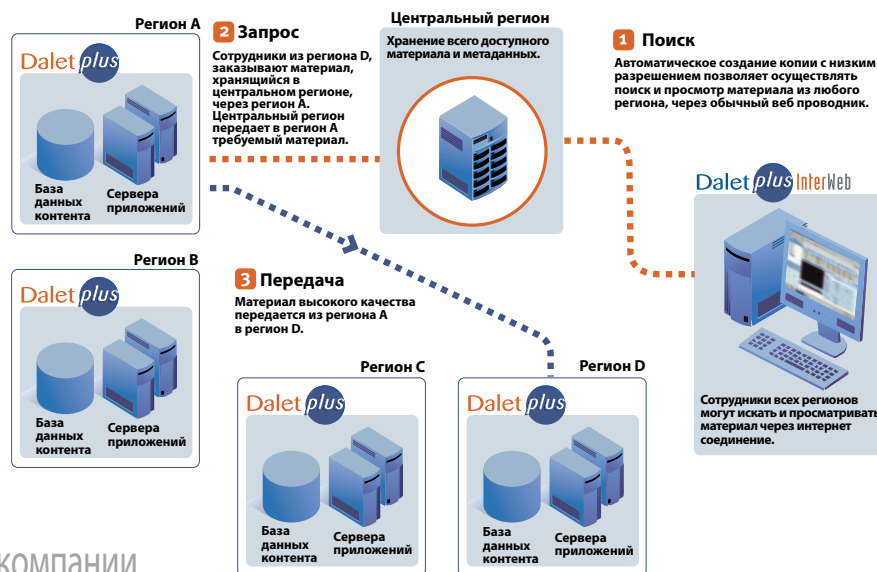 Регион A
Dalet plus
База
данных
контента
Сервера
приложений
2 Запрос
Сотрудники из региона D,
заказывают материал,
хранящийся в
центральном регионе,
через регион A.
Центральный регион
передает в регион A
требуемый материал.
Центральный регион
Хранение всего доступного
материала и метаданных.
1 Поиск
Автоматическое создание копии с низким
разрешением позволяет осуществлять
поиск и просмотр материала из любого
региона, через обычный веб проводник.
Dalet plus InterWeb
Сотрудники всех регионов
могут искать и просматривать
материал через интернет
соединение.
Регион B
Dalet plus
База
данных
контента
Сервера
приложений
3 Передача
Материал высокого качества
передается из региона A
в регион D.
Регион C
Dalet plus
База
данных
контента
Сервера
приложений
Регион D
Dalet plus
База
данных
контента
Сервера
приложений
компании